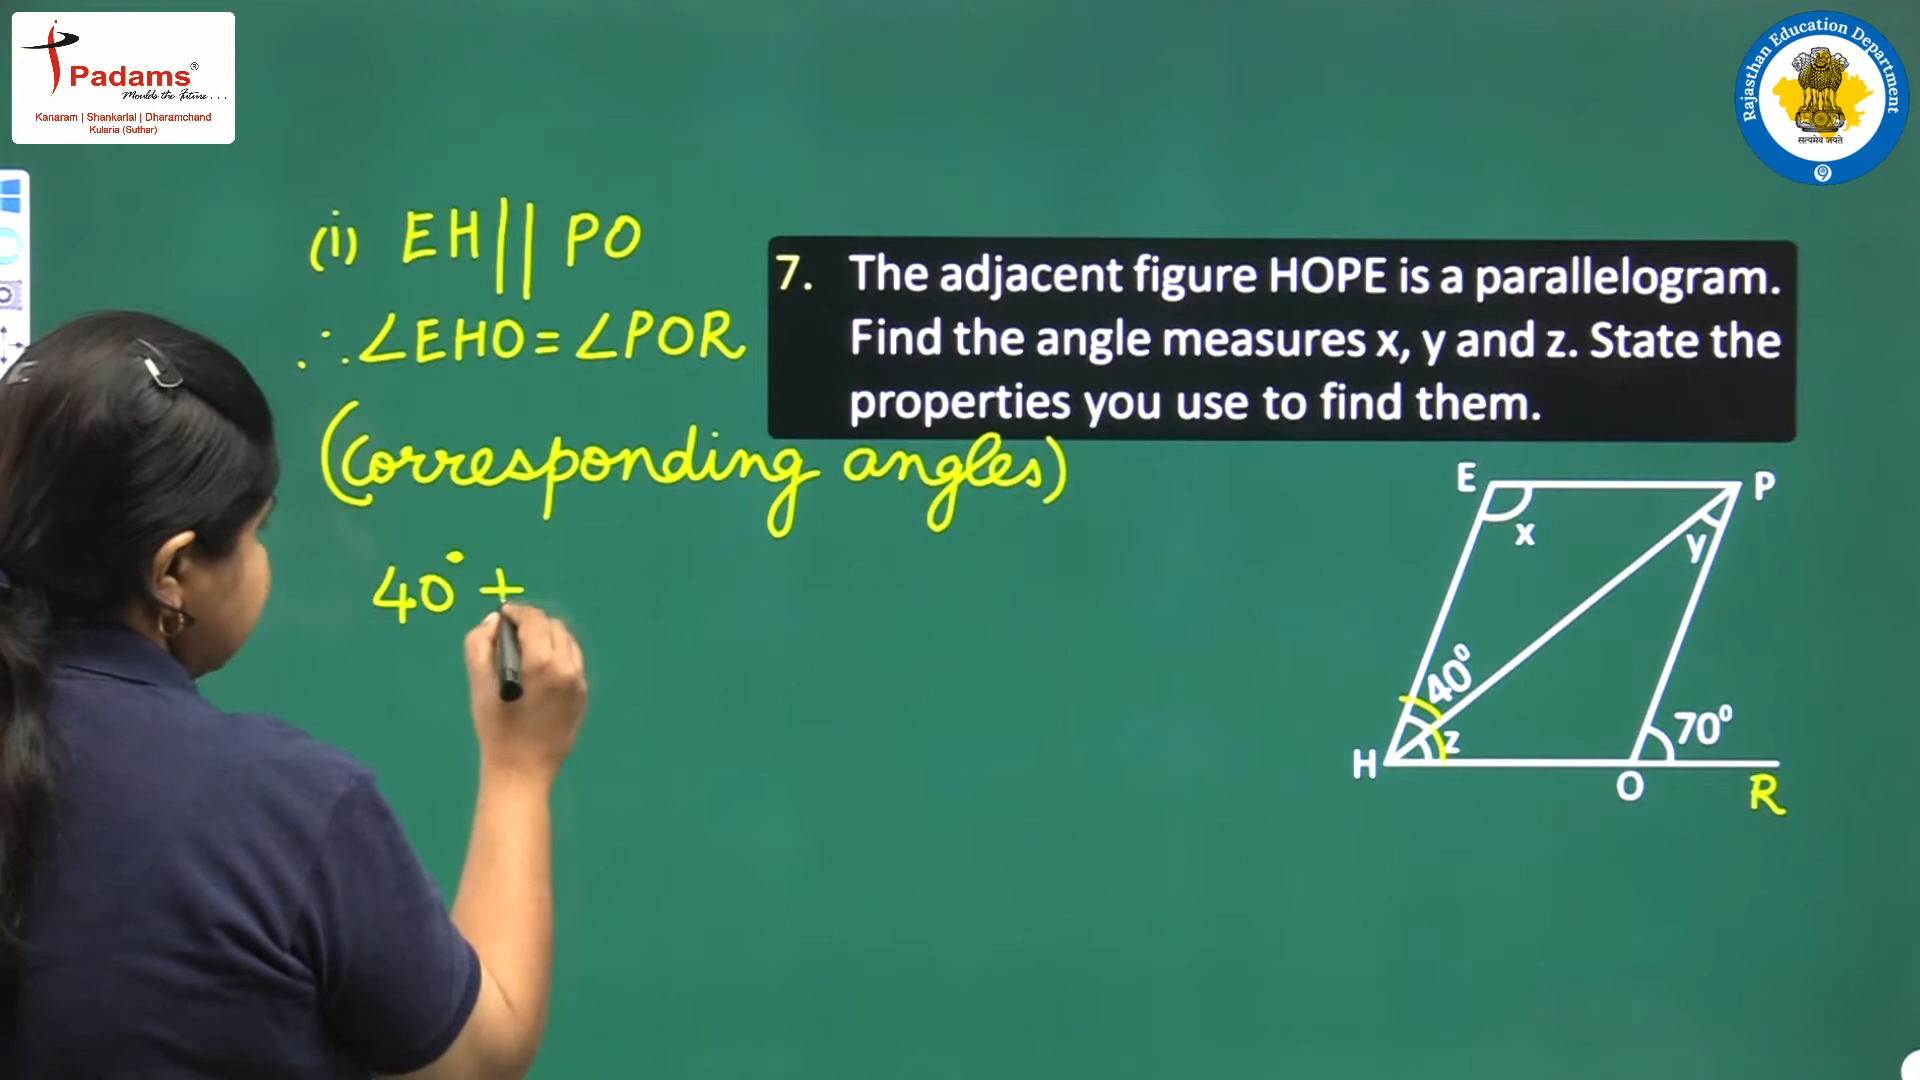 Padams®
Moulds the Future...
Kanaram | Shankarlal | Dharamchand
Kularia (Suthar)
Rajasthan Education Department
सत्यमेव जयते
(i) EH || PO
∴ ∠EHO = ∠POR
(Corresponding angles)
40° +
7. The adjacent figure HOPE is a parallelogram.
Find the angle measures x, y and z. State the
properties you use to find them.
E
P
x
y
40⁰
z
70⁰
H
O
R